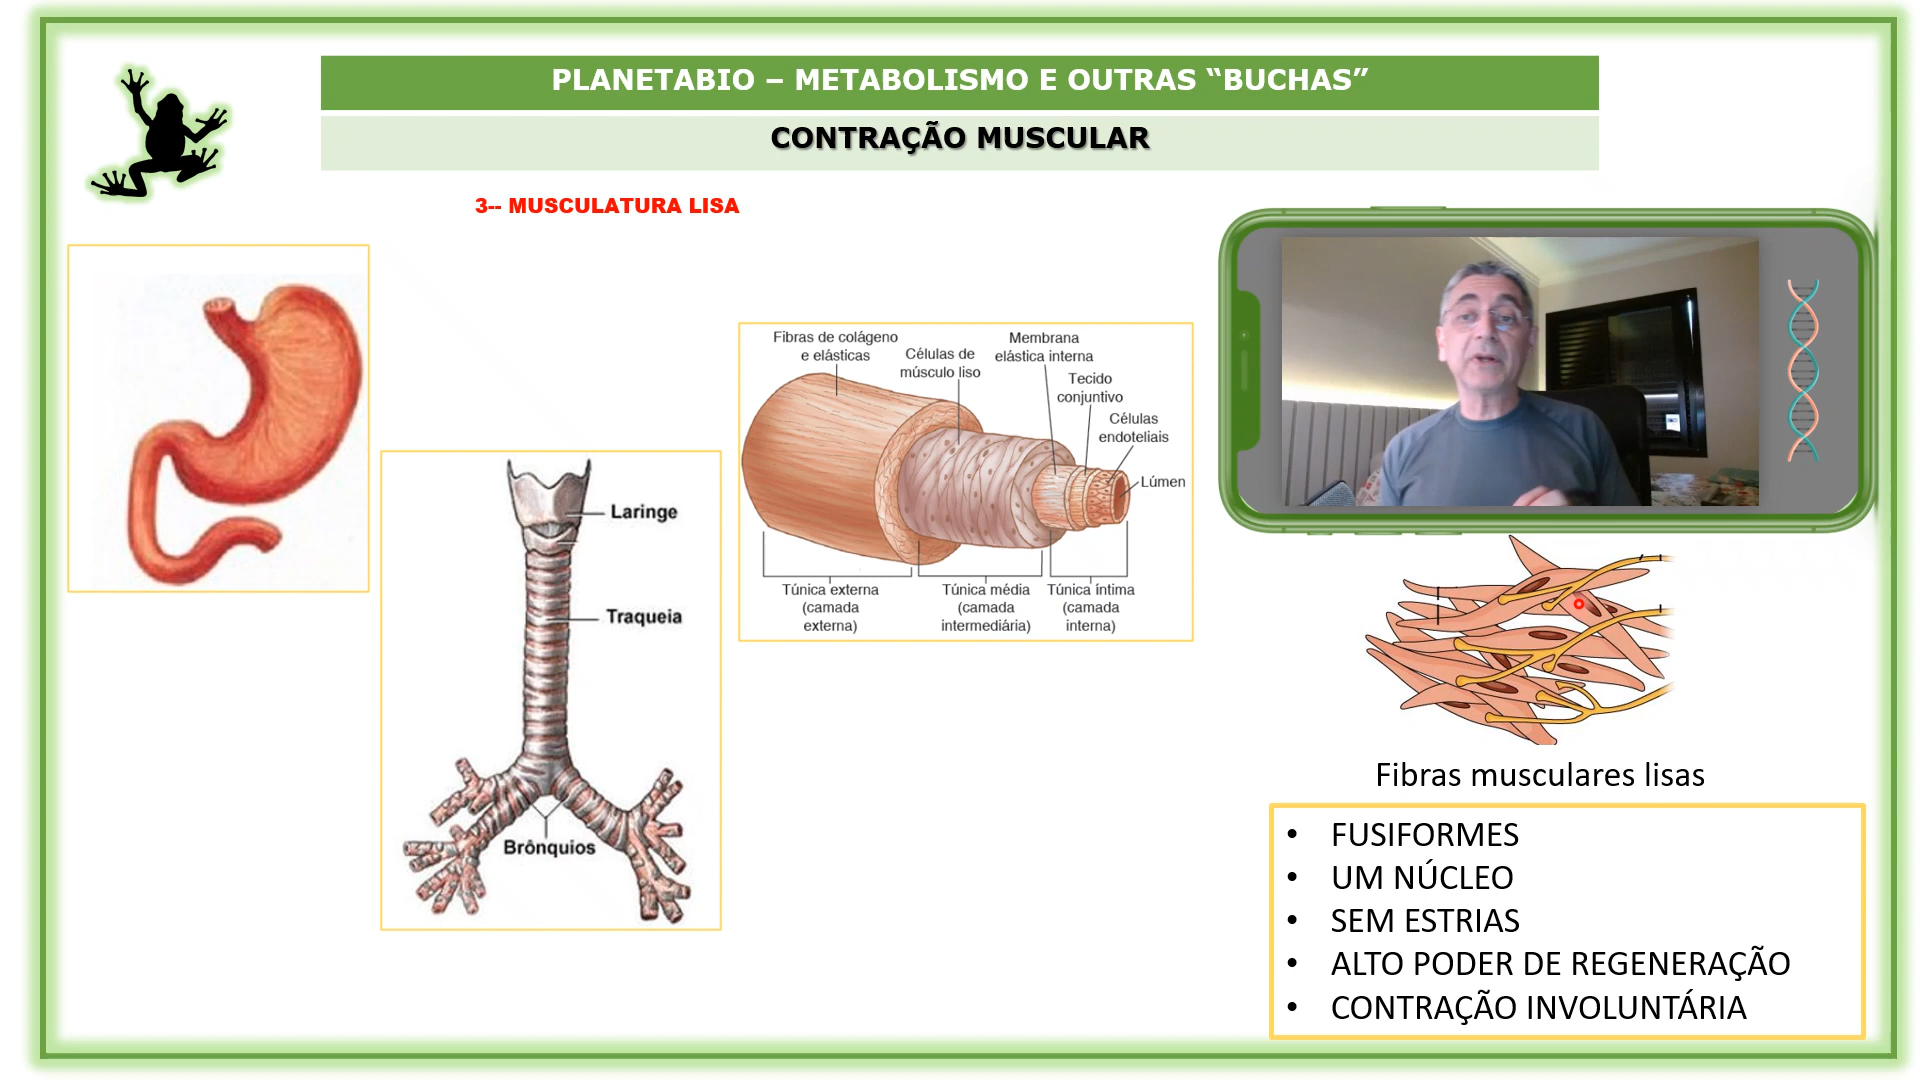 PLANETABIO – METABOLISMO E OUTRAS “BUCHAS”
CONTRAÇÃO MUSCULAR
3-- MUSCULATURA LISA
Laringe
Traqueia
Brônquios
Fibras de colágeno
e elásticas
Células de
músculo liso
Membrana
elástica interna
Tecido
conjuntivo
Células
endoteliais
Lúmen
Túnica externa
(camada
externa)
Túnica média
(camada
intermediária)
Túnica íntima
(camada
interna)
Fibras musculares lisas
• FUSIFORMES
• UM NÚCLEO
• SEM ESTRIAS
• ALTO PODER DE REGENERAÇÃO
• CONTRAÇÃO INVOLUNTÁRIA